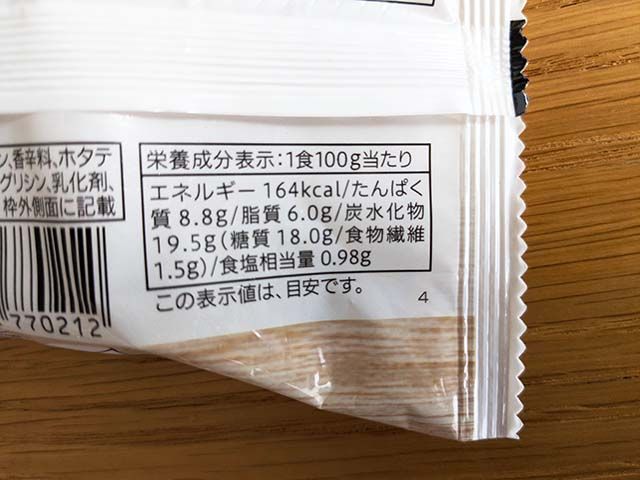 ン、香辛料、ホタテ
グリシン、乳化剤、
枠外側面に記載
770212
栄養成分表示:1食100g当たり
エネルギー 164kcal/たんぱく
質 8.8g/脂質 6.0g/炭水化物
19.5g(糖質 18.0g/食物繊維
1.5g)/食塩相当量 0.98g
この表示値は、目安です。
4